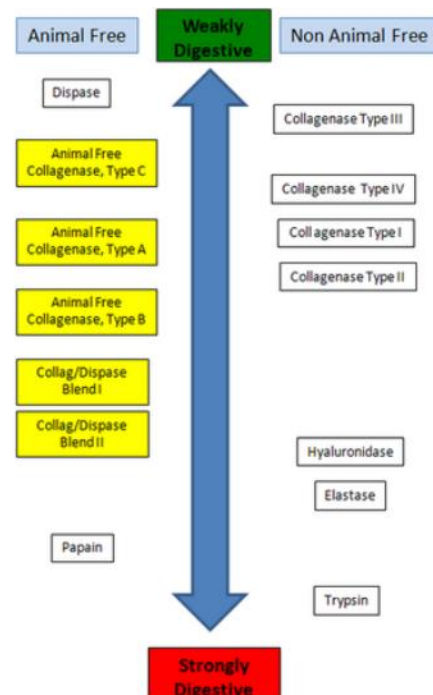 Animal Free
Weakly
Digestive
Non Animal Free
Dispase
Collagenase Type III
Animal Free
Collagenase, Type C
Collagenase Type IV
Animal Free
Collagenase, Type A
Collagenase Type I
Collagenase Type II
Animal Free
Collagenase, Type B
Collag/Dispase
Blend I
Collag/Dispase
Blend II
Hyaluronidase
Elastase
Papain
Trypsin
Strongly
Digestive